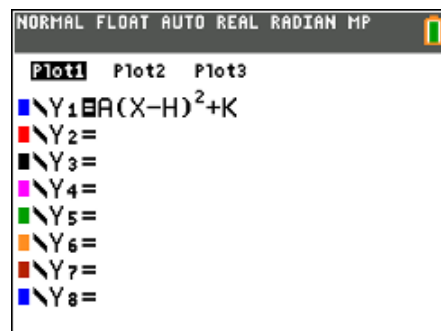 NORMAL FLOAT AUTO REAL RADIAN MP
Plot1 Plot2 Plot3
\Y₁=A(X-H)²+K
\Y₂=
\Y₃=
\Y₄=
\Y₅=
\Y₆=
\Y₇=
\Y₈=